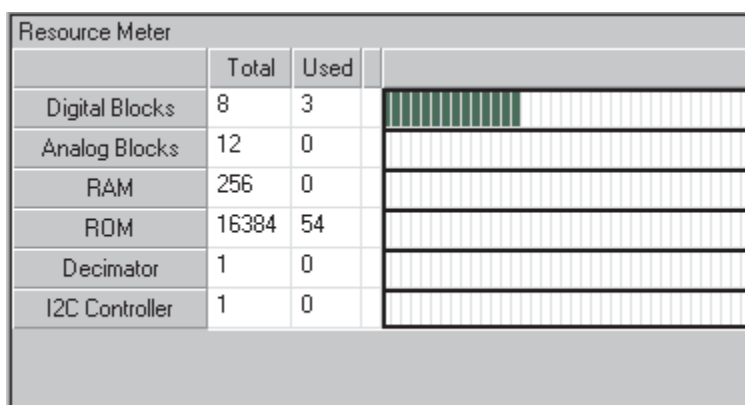 Resource Meter
Total Used
Digital Blocks 8 3
Analog Blocks 12 0
RAM 256 0
ROM 16384 54
Decimator 1 0
I2C Controller 1 0